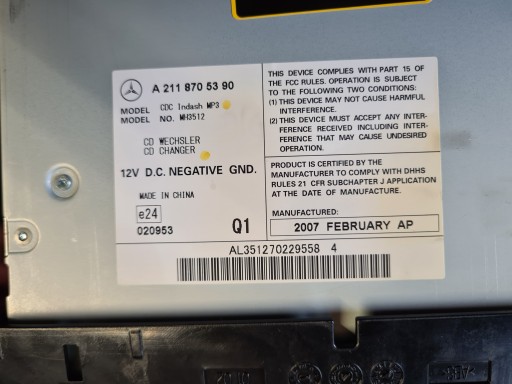 A 211 870 53 90
MODEL CDC Indash MP3
MODEL NO. MH3512
CD WECHSLER
CD CHANGER
12V D.C. NEGATIVE GND.
MADE IN CHINA
e24
020953
Q1
THIS DEVICE COMPLIES WITH PART 15 OF
THE FCC RULES. OPERATION IS SUBJECT
TO THE FOLLOWING TWO CONDITIONS:
(1) THIS DEVICE MAY NOT CAUSE HARMFUL
INTERFERENCE.
(2) THIS DEVICE MUST ACCEPT ANY INTER-
FERENCE RECEIVED INCLUDING INTER-
FERENCE THAT MAY CAUSE UNDESIRED
OPERATION.
PRODUCT IS CERTIFIED BY THE
MANUFACTURER TO COMPLY WITH DHHS
RULES 21 CFR SUBCHAPTER J APPLICATION
AT THE DATE OF MANUFACTURE.
MANUFACTURED:
2007 FEBRUARY AP
AL351270229558 4